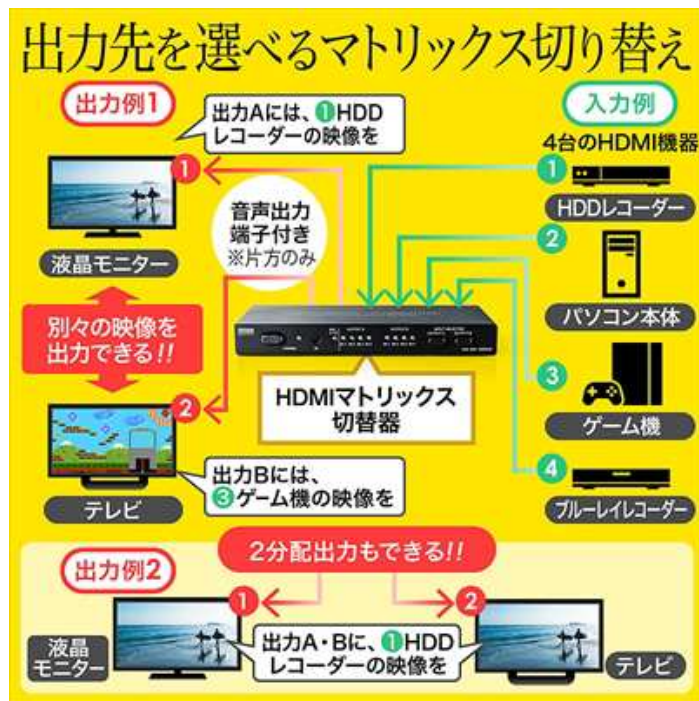 出力先を選べるマトリックス切り替え
出力例1
出力Aには、①HDD
レコーダーの映像を
1
液晶モニター
音声出力
端子付き
※片方のみ
別々の映像を
出力できる!!
2
テレビ
出力Bには、
③ゲーム機の映像を
HDMIマトリックス
切替器
入力例
4台のHDMI機器
1
HDDレコーダー
2
パソコン本体
3
ゲーム機
4
ブルーレイレコーダー
2分配出力もできる!!
出力例2
1
2
液晶
モニター
出力A・Bに、①HDD
レコーダーの映像を
テレビ